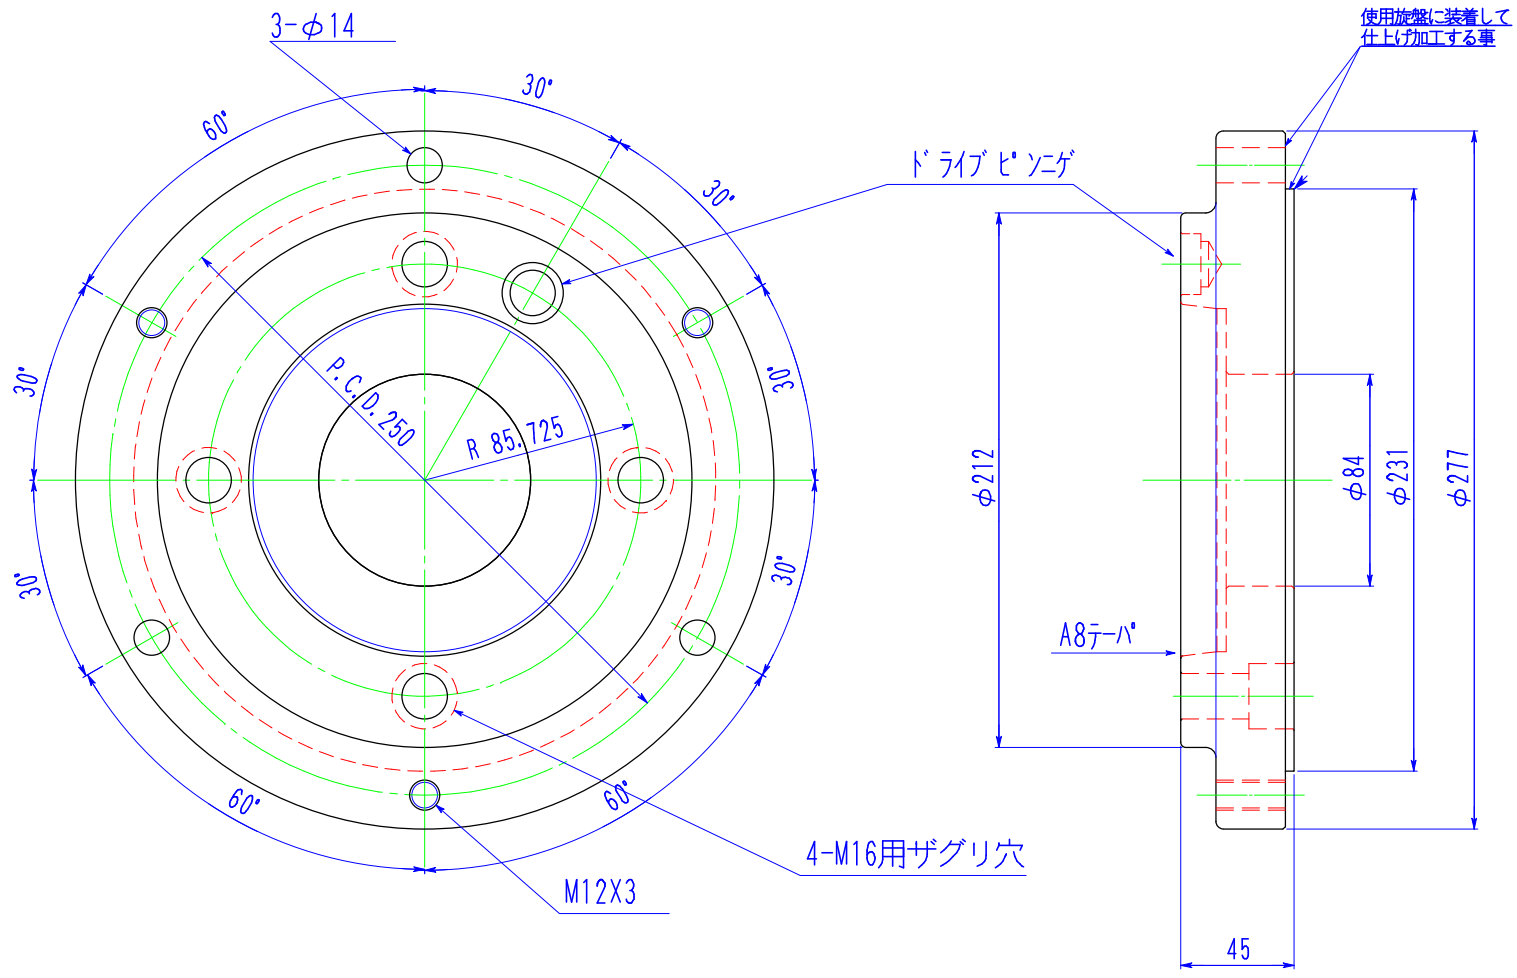 3-φ14
使用旋盤に装着して
仕上げ加工する事
30°
60°
ドライブピンニゲ
30°
30°
30°
P.C.D.250
R 85.725
φ212
φ84
φ231
φ277
30°
30°
A8テーパ
60°
60°
4-M16用ザグリ穴
M12X3
45